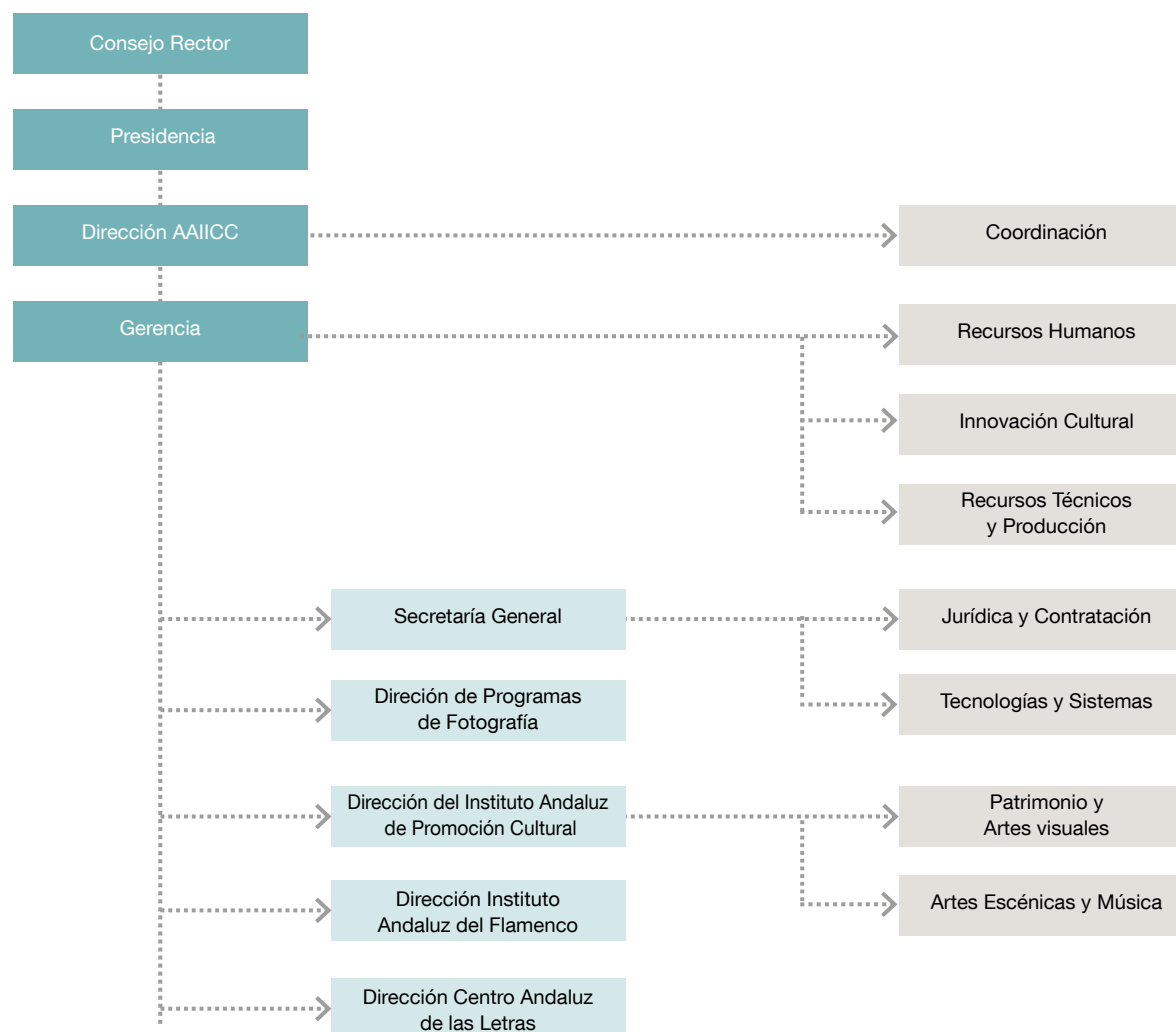 Consejo Rector
Presidencia
Dirección AAIICC
Coordinación
Gerencia
Recursos Humanos
Innovación Cultural
Recursos Técnicos
y Producción
Secretaría General
Jurídica y Contratación
Direción de Programas
de Fotografía
Tecnologías y Sistemas
Dirección del Instituto Andaluz
de Promoción Cultural
Patrimonio y
Artes visuales
Dirección Instituto
Andaluz del Flamenco
Artes Escénicas y Música
Dirección Centro Andaluz
de las Letras